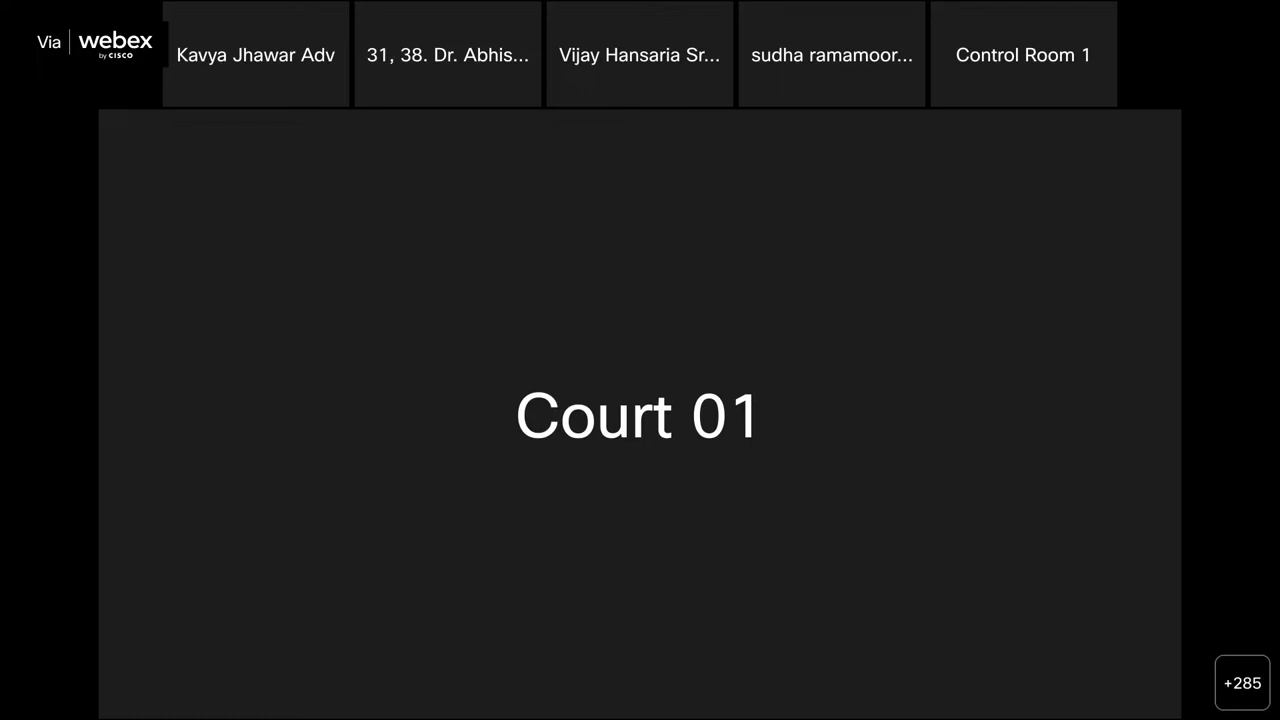 Via webex
by CISCO
Kavya Jhawar Adv
31, 38. Dr. Abhis...
Vijay Hansaria Sr...
sudha ramamoor...
Control Room 1
Court 01
+285